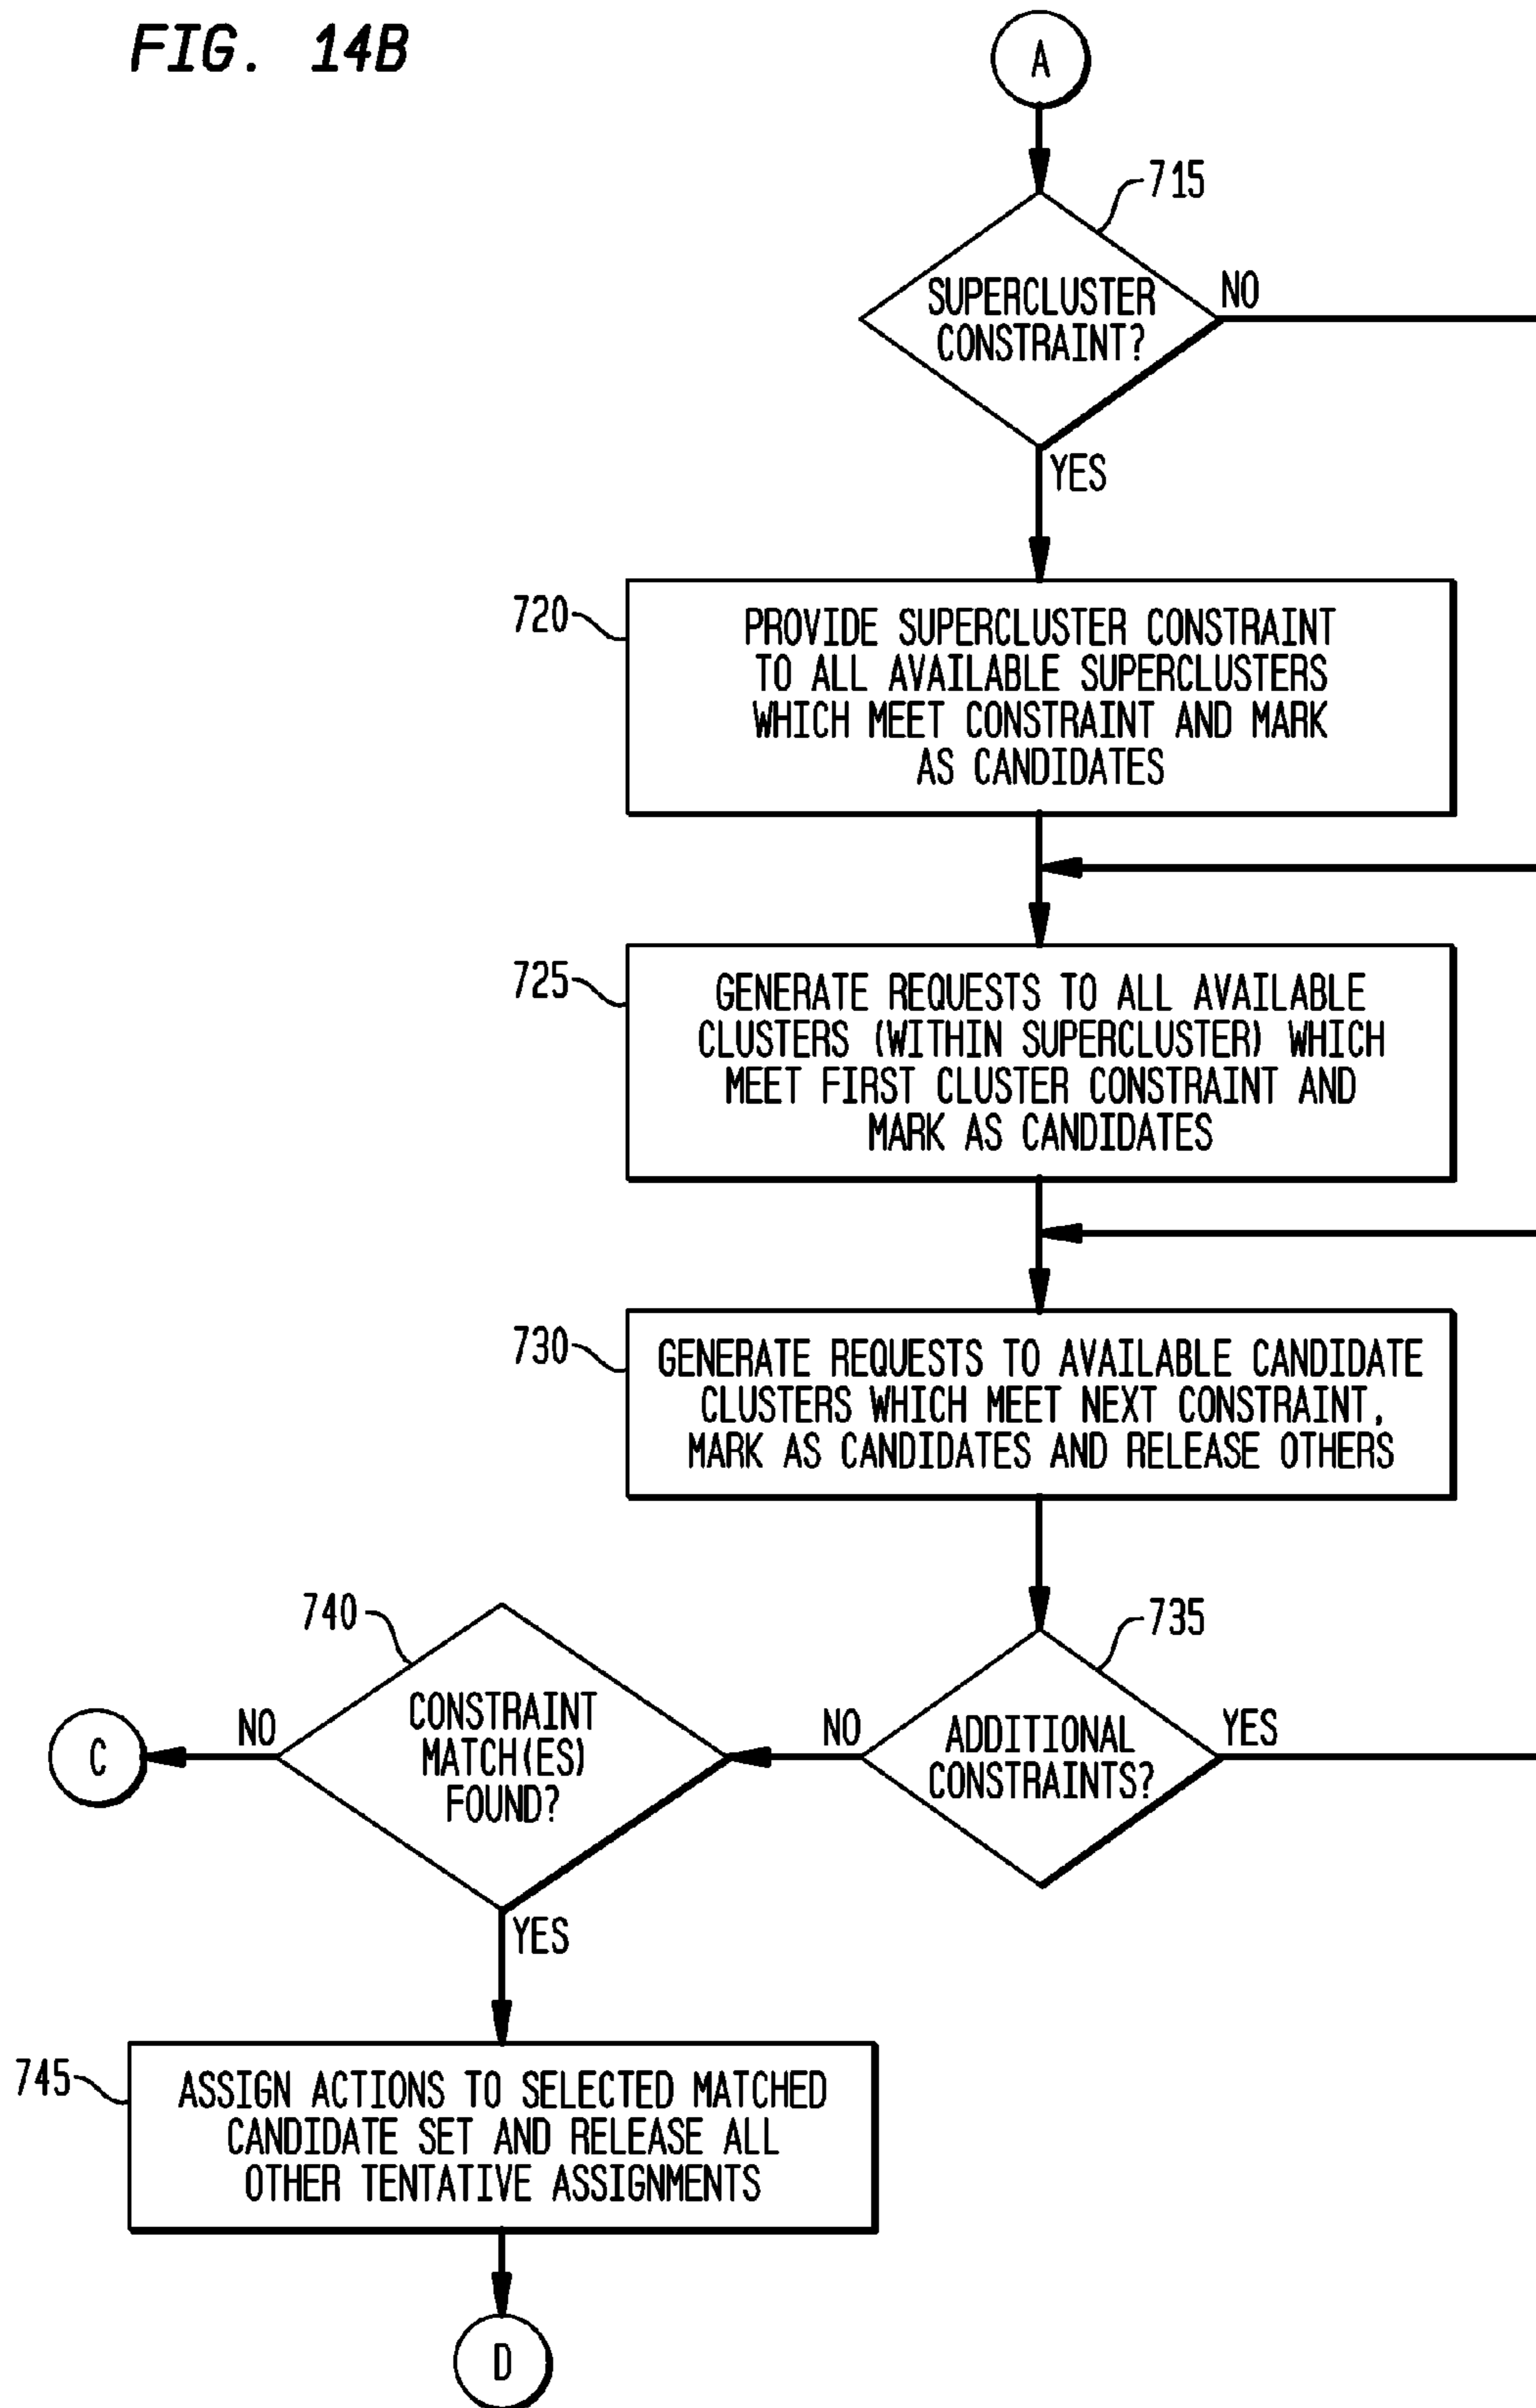 FIG. 14B
A
715
SUPERCLUSTER
CONSTRAINT?
NO
YES
720
PROVIDE SUPERCLUSTER CONSTRAINT
TO ALL AVAILABLE SUPERCLUSTERS
WHICH MEET CONSTRAINT AND MARK
AS CANDIDATES
725
GENERATE REQUESTS TO ALL AVAILABLE
CLUSTERS (WITHIN SUPERCLUSTER) WHICH
MEET FIRST CLUSTER CONSTRAINT AND
MARK AS CANDIDATES
730
GENERATE REQUESTS TO AVAILABLE CANDIDATE
CLUSTERS WHICH MEET NEXT CONSTRAINT,
MARK AS CANDIDATES AND RELEASE OTHERS
735
ADDITIONAL
CONSTRAINTS?
YES
NO
740
CONSTRAINT
MATCH(ES)
FOUND?
NO
C
YES
745
ASSIGN ACTIONS TO SELECTED MATCHED
CANDIDATE SET AND RELEASE ALL
OTHER TENTATIVE ASSIGNMENTS
D